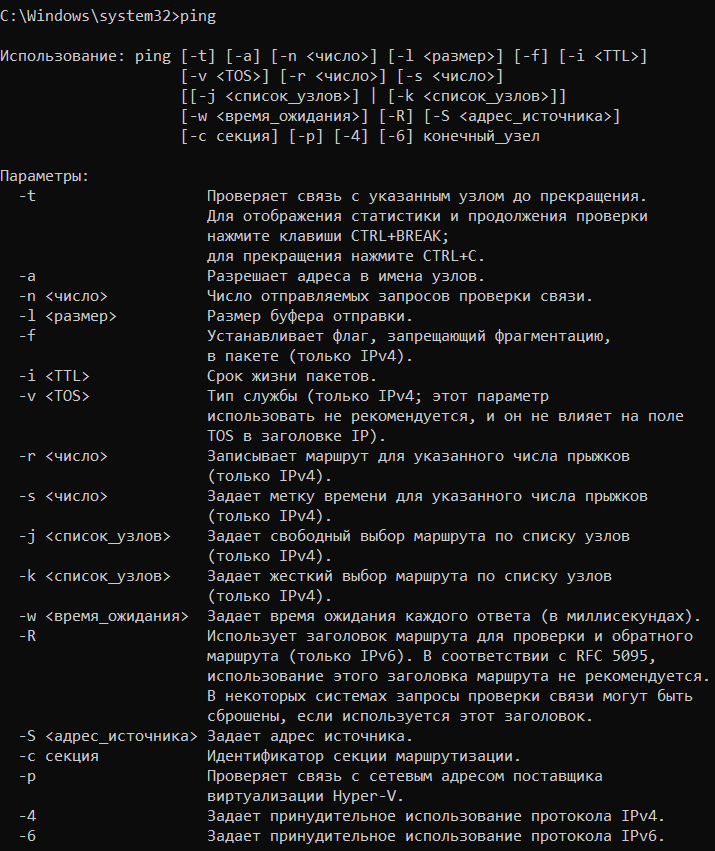 C:\Windows\system32>ping
Использование: ping [-t] [-a] [-n <число>] [-l <размер>] [-f] [-i <TTL>]
[-v <TOS>] [-r <число>] [-s <число>]
[[-j <список_узлов>] | [-k <список_узлов>]]
[-w <время_ожидания>] [-R] [-S <адрес_источника>]
[-c секция] [-p] [-4] [-6] конечный_узел
Параметры:
-t Проверяет связь с указанным узлом до прекращения.
Для отображения статистики и продолжения проверки
нажмите клавиши CTRL+BREAK;
для прекращения нажмите CTRL+C.
-a Разрешает адреса в имена узлов.
-n <число> Число отправляемых запросов проверки связи.
-l <размер> Размер буфера отправки.
-f Устанавливает флаг, запрещающий фрагментацию,
в пакете (только IPv4).
-i <TTL> Срок жизни пакетов.
-v <TOS> Тип службы (только IPv4; этот параметр
использовать не рекомендуется, и он не влияет на поле
TOS в заголовке IP).
-r <число> Записывает маршрут для указанного числа прыжков
(только IPv4).
-s <число> Задает метку времени для указанного числа прыжков
(только IPv4).
-j <список_узлов> Задает свободный выбор маршрута по списку узлов
(только IPv4).
-k <список_узлов> Задает жесткий выбор маршрута по списку узлов
(только IPv4).
-w <время_ожидания> Задает время ожидания каждого ответа (в миллисекундах).
-R Использует заголовок маршрута для проверки и обратного
маршрута (только IPv6). В соответствии с RFC 5095,
использование этого заголовка маршрута не рекомендуется.
В некоторых системах запросы проверки связи могут быть
сброшены, если используется этот заголовок.
-S <адрес_источника> Задает адрес источника.
-c секция Идентификатор секции маршрутизации.
-p Проверяет связь с сетевым адресом поставщика
виртуализации Hyper-V.
-4 Задает принудительное использование протокола IPv4.
-6 Задает принудительное использование протокола IPv6.